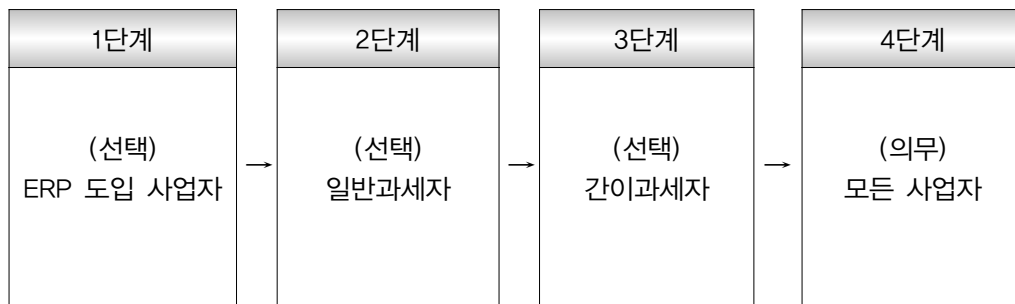 1단계
(선택)
ERP 도입 사업자
→
2단계
(선택)
일반과세자
→
3단계
(선택)
간이과세자
→
4단계
(의무)
모든 사업자